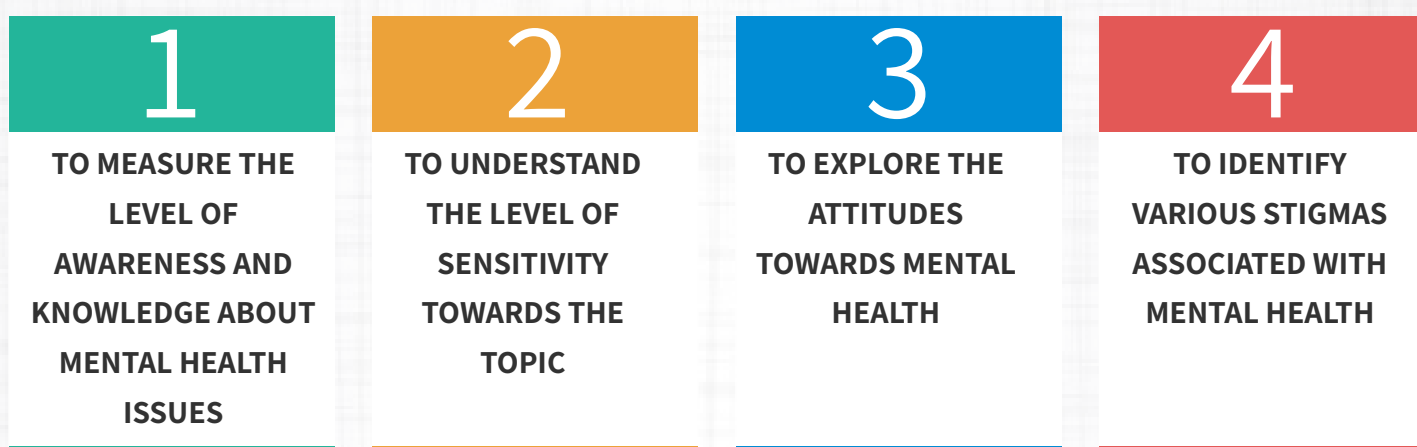 1
TO MEASURE THE
LEVEL OF
AWARENESS AND
KNOWLEDGE ABOUT
MENTAL HEALTH
ISSUES
2
TO UNDERSTAND
THE LEVEL OF
SENSITIVITY
TOWARDS THE
TOPIC
3
TO EXPLORE THE
ATTITUDES
TOWARDS MENTAL
HEALTH
4
TO IDENTIFY
VARIOUS STIGMAS
ASSOCIATED WITH
MENTAL HEALTH